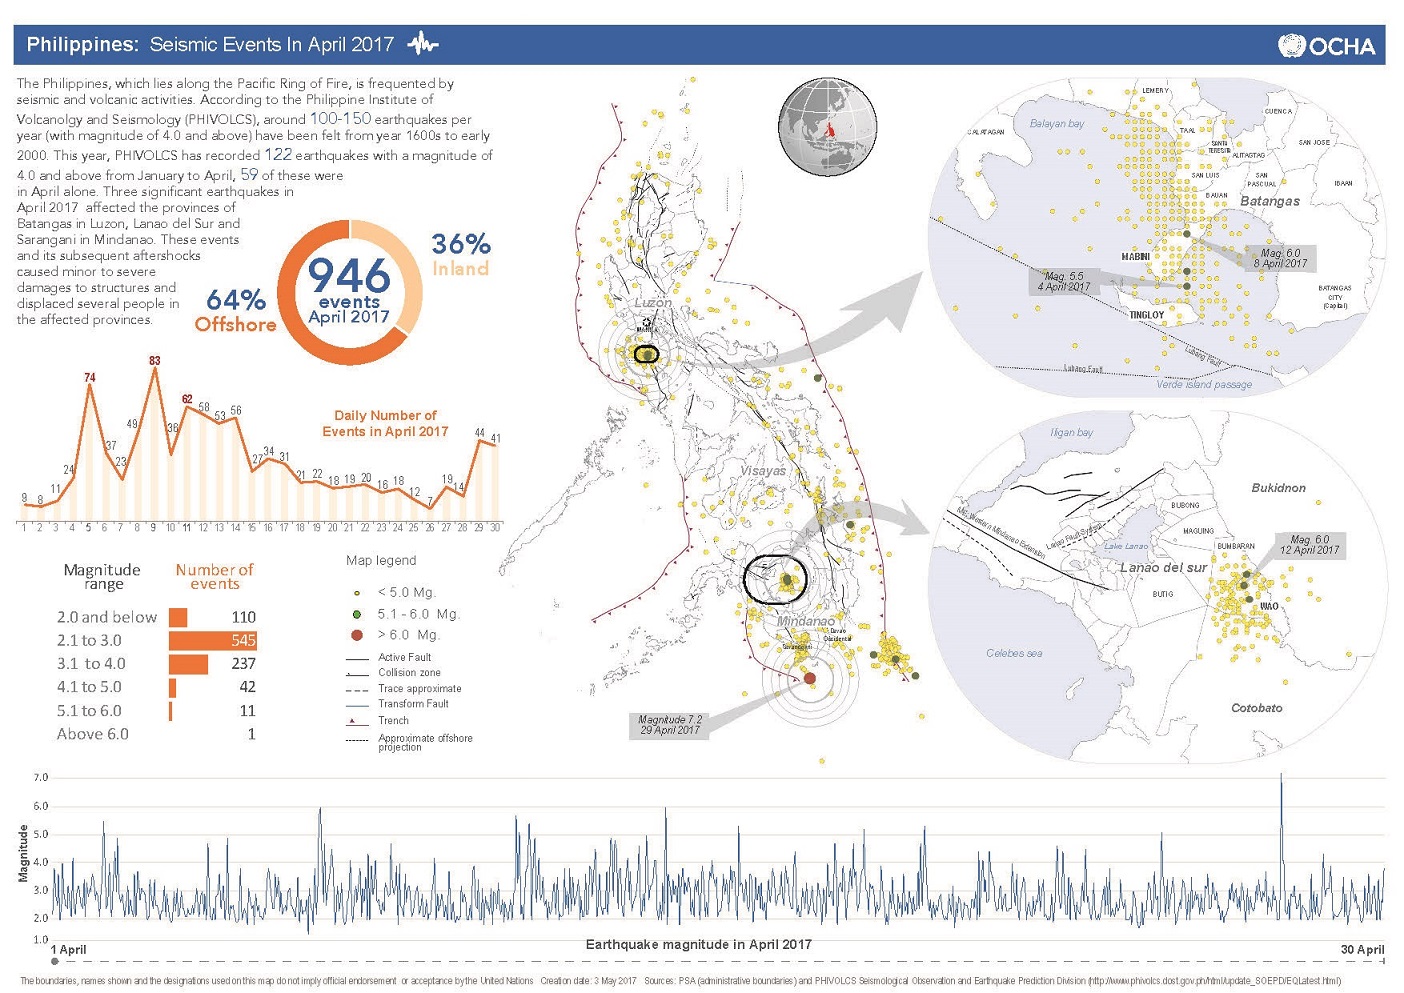 Philippines: Seismic Events In April 2017
OCHA
The Philippines, which lies along the Pacific Ring of Fire, is frequented by
seismic and volcanic activities. According to the Philippine Institute of
Volcanolgy and Seismology (PHIVOLCS), around 100-150 earthquakes per
year (with magnitude of 4.0 and above) have been felt from year 1600s to early
2000. This year, PHIVOLCS has recorded 122 earthquakes with a magnitude of
4.0 and above from January to April, 59 of these were
in April alone. Three significant earthquakes in
April 2017 affected the provinces of
Batangas in Luzon, Lanao del Sur and
Sarangani in Mindanao. These events
and its subsequent aftershocks
caused minor to severe
damages to structures and
displaced several people in
the affected provinces.
946
events
April 2017
36%
Inland
64%
Offshore
Daily Number of
Events in April 2017
9 8 11 24 74 37 23 49 83 36 62 58 53 56 27 34 31 21 22 18 19 20 16 18 12 7 19 14 44 41
1 2 3 4 5 6 7 8 9 10 11 12 13 14 15 16 17 18 19 20 21 22 23 24 25 26 27 28 29 30
Magnitude
range
Number of
events
2.0 and below 110
2.1 to 3.0 545
3.1 to 4.0 237
4.1 to 5.0 42
5.1 to 6.0 11
Above 6.0 1
Map legend
< 5.0 Mg.
5.1 - 6.0 Mg.
> 6.0 Mg.
Active Fault
Collision zone
Trace approximate
Transform Fault
Trench
Approximate offshore
projection
Luzon
MANILA
Visayas
Mindanao
Davao
Occidental
Sarangani
Magnitude 7.2
29 April 2017
LEMERY
CUENCA
Balayan bay
CALATAGAN
TAAL
SANTA
TERESITA
ALITAGTAG
SAN JOSE
SAN LUIS
SAN
PASCUAL
IBAAN
BAUAN
Batangas
MABINI
Mag. 6.0
8 April 2017
Mag. 5.5
4 April 2017
BATANGAS
CITY
(Capital)
TINGLOY
Lubang Fault
Lubang Fault
Verde island passage
Iligan bay
Bukidnon
BUBONG
Mid. Western Mindanao Extension
Lanao Fault System
MAGUING
Lake Lanao
BUMBARAN
Mag. 6.0
12 April 2017
Lanao del sur
BUTIG
WAO
Celebes sea
Cotobato
Magnitude
7.0
6.0
5.0
4.0
3.0
2.0
1.0
1 April
Earthquake magnitude in April 2017
30 April
The boundaries, names shown and the designations used on this map do not imply official endorsement or acceptance by the United Nations Creation date: 3 May 2017 Sources: PSA (administrative boundaries) and PHIVOLCS Seismological Observation and Earthquake Prediction Division (http://www.phivolcs.dost.gov.ph/html/update_SOEPD/EQLatest.html)